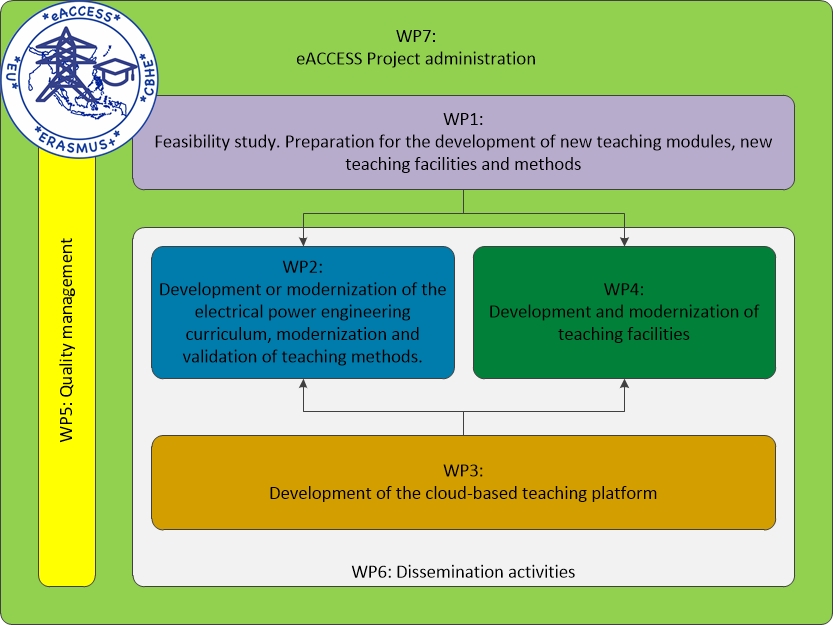 *eACCESS*
*EU*
CBHE*
*ERASMUS+*
WP7:
eACCESS Project administration
WP1:
Feasibility study. Preparation for the development of new teaching modules, new
teaching facilities and methods
WP5: Quality management
WP2:
Development or modernization of the
electrical power engineering
curriculum, modernization and
validation of teaching methods.
WP4:
Development and modernization of
teaching facilities
WP3:
Development of the cloud-based teaching platform
WP6: Dissemination activities